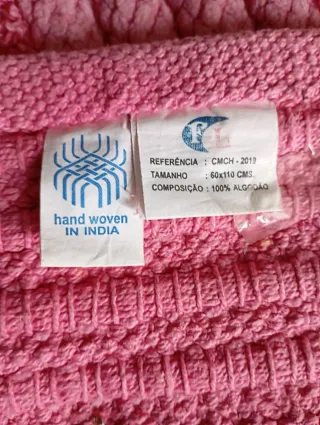 hand woven
IN INDIA
REFERÊNCIA : CMCH - 2019
TAMANHO : 60x110 CMS.
COMPOSIÇÃO : 100% ALGODÃO